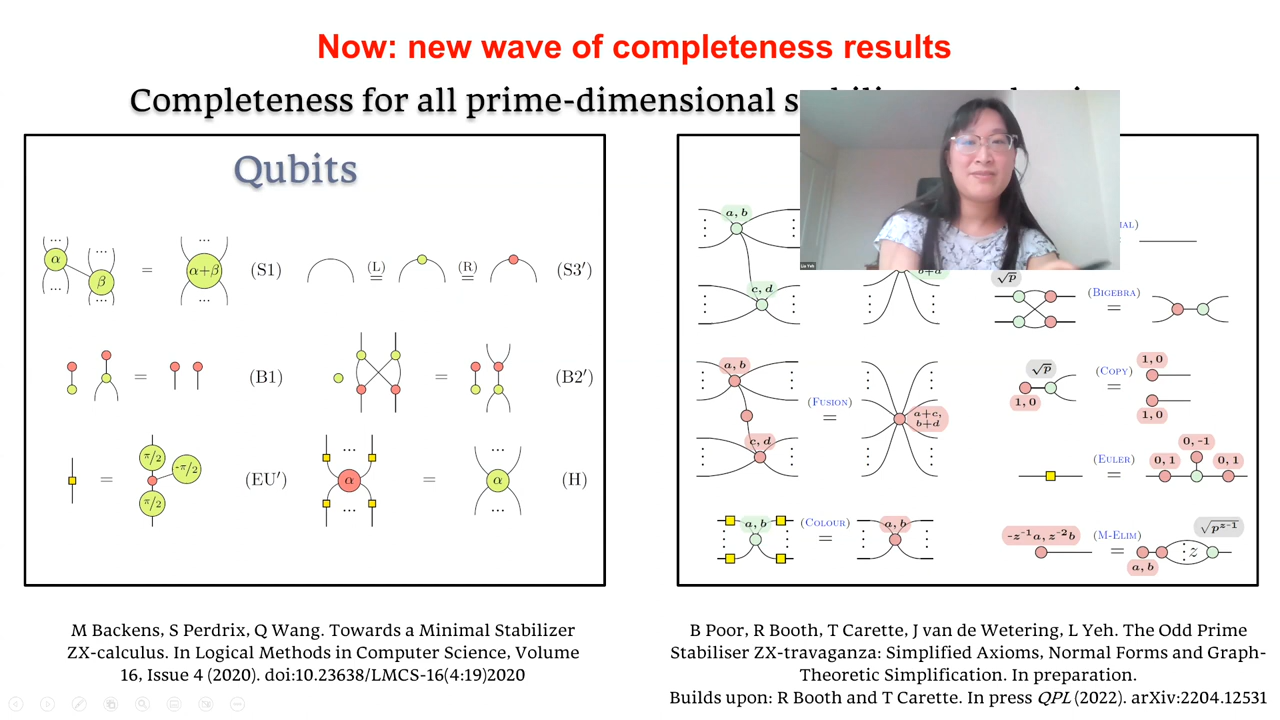 Now: new wave of completeness results
Completeness for all prime-dimensional
Qubits
α
β
...
=
α+β
(S1)
(L)
=
(R)
=
(S3′)
=
(B1)
=
(B2′)
=
π/2
-π/2
π/2
(EU′)
...
α
...
=
...
α
...
(H)
a, b
c, d
b+d
√p
(Bigebra)
=
a, b
c, d
(Fusion)
=
a+c,
b+d
√p
1, 0
(Copy)
=
1, 0
1, 0
(Euler)
=
0, 1
0, -1
0, 1
a, b
(Colour)
=
a, b
-z⁻¹a, z⁻²b
(M-Elim)
=
a, b
z
√pᶻ⁻¹
Lia Yeh
M Backens, S Perdrix, Q Wang. Towards a Minimal Stabilizer
ZX-calculus. In Logical Methods in Computer Science, Volume
16, Issue 4 (2020). doi:10.23638/LMCS-16(4:19)2020
B Poor, R Booth, T Carette, J van de Wetering, L Yeh. The Odd Prime
Stabiliser ZX-travaganza: Simplified Axioms, Normal Forms and Graph-
Theoretic Simplification. In preparation.
Builds upon: R Booth and T Carette. In press QPL (2022). arXiv:2204.12531